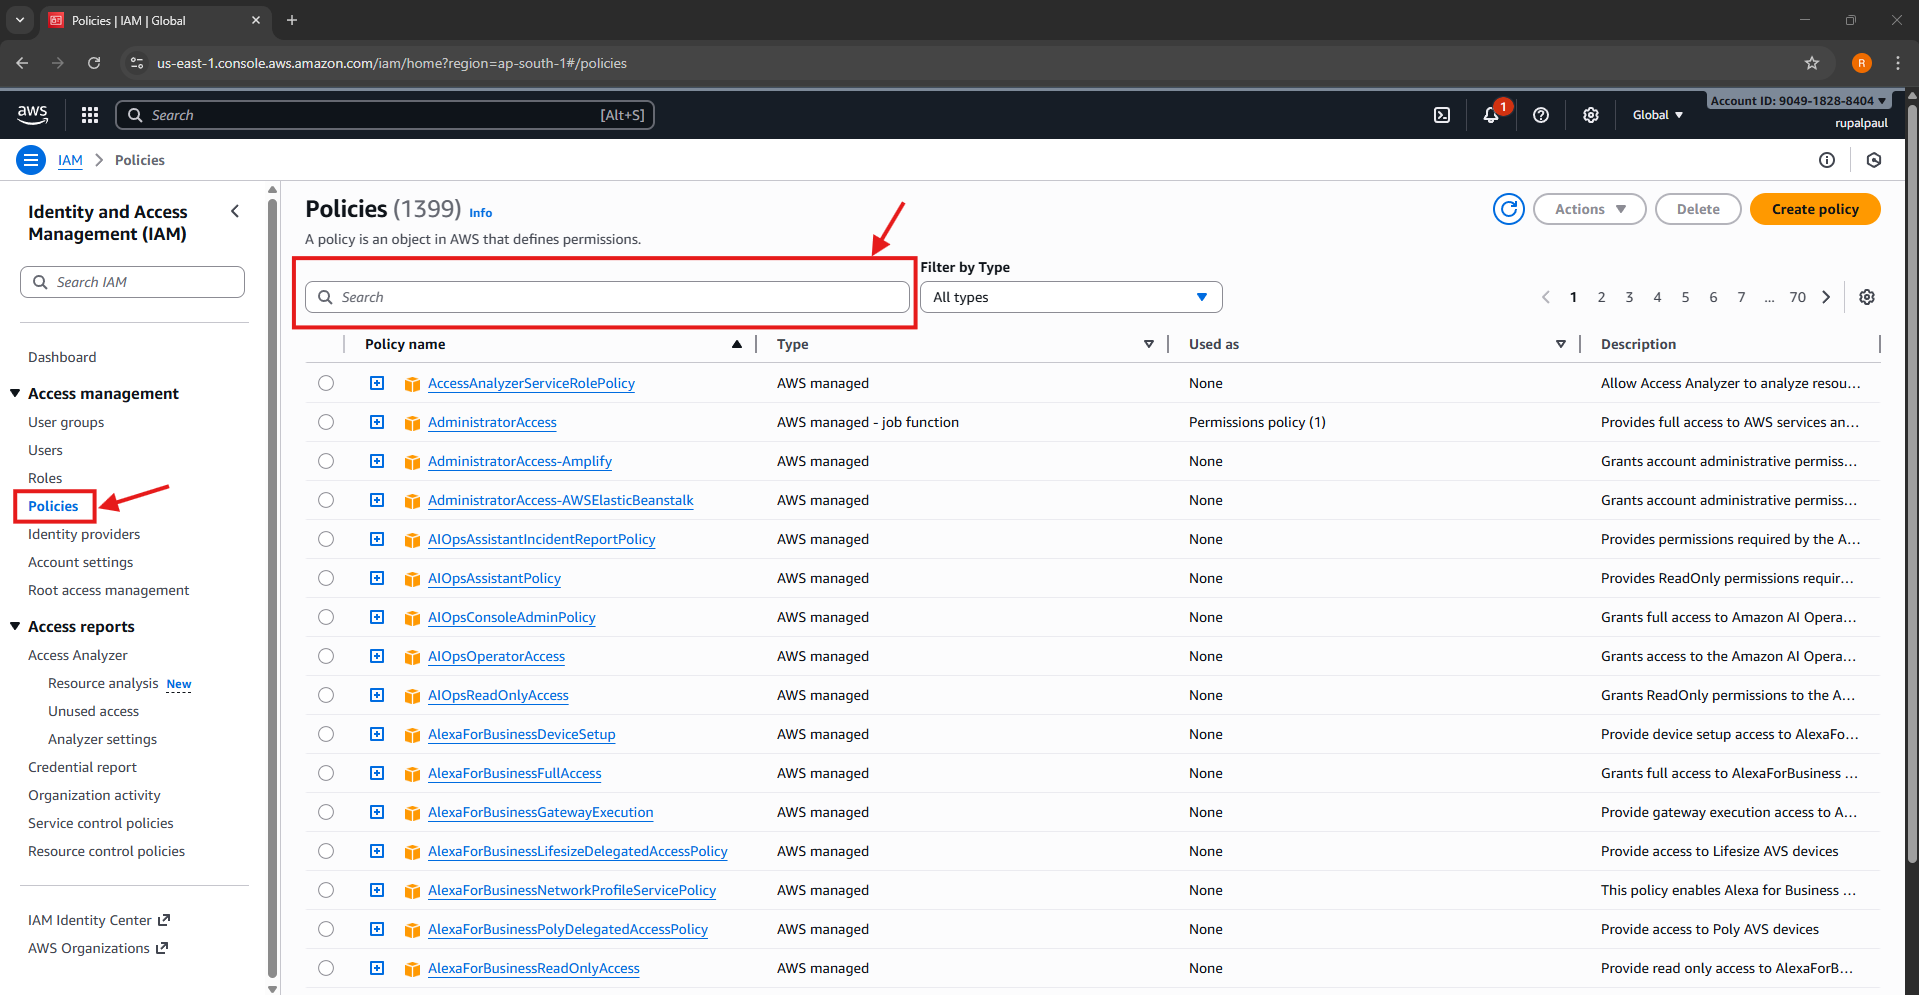 Policies | IAM | Global
us-east-1.console.aws.amazon.com/iam/home?region=ap-south-1#/policies
R
aws
Search [Alt+S]
1
Global
Account ID: 9049-1828-8404
rupalpaul
IAM > Policies
Identity and Access
Management (IAM)
Search IAM
Dashboard
Access management
User groups
Users
Roles
Policies
Identity providers
Account settings
Root access management
Access reports
Access Analyzer
Resource analysis New
Unused access
Analyzer settings
Credential report
Organization activity
Service control policies
Resource control policies
IAM Identity Center
AWS Organizations
Policies (1399) Info
A policy is an object in AWS that defines permissions.
Actions
Delete
Create policy
Filter by Type
Search
All types
1 2 3 4 5 6 7 ... 70
Policy name Type Used as Description
AccessAnalyzerServiceRolePolicy AWS managed None Allow Access Analyzer to analyze resou...
AdministratorAccess AWS managed - job function Permissions policy (1) Provides full access to AWS services an...
AdministratorAccess-Amplify AWS managed None Grants account administrative permiss...
AdministratorAccess-AWSElasticBeanstalk AWS managed None Grants account administrative permiss...
AIOpsAssistantIncidentReportPolicy AWS managed None Provides permissions required by the A...
AIOpsAssistantPolicy AWS managed None Provides ReadOnly permissions requir...
AIOpsConsoleAdminPolicy AWS managed None Grants full access to Amazon AI Opera...
AIOpsOperatorAccess AWS managed None Grants access to the Amazon AI Opera...
AIOpsReadOnlyAccess AWS managed None Grants ReadOnly permissions to the A...
AlexaForBusinessDeviceSetup AWS managed None Provide device setup access to AlexaFo...
AlexaForBusinessFullAccess AWS managed None Grants full access to AlexaForBusiness ...
AlexaForBusinessGatewayExecution AWS managed None Provide gateway execution access to A...
AlexaForBusinessLifesizeDelegatedAccessPolicy AWS managed None Provide access to Lifesize AVS devices
AlexaForBusinessNetworkProfileServicePolicy AWS managed None This policy enables Alexa for Business ...
AlexaForBusinessPolyDelegatedAccessPolicy AWS managed None Provide access to Poly AVS devices
AlexaForBusinessReadOnlyAccess AWS managed None Provide read only access to AlexaForB...